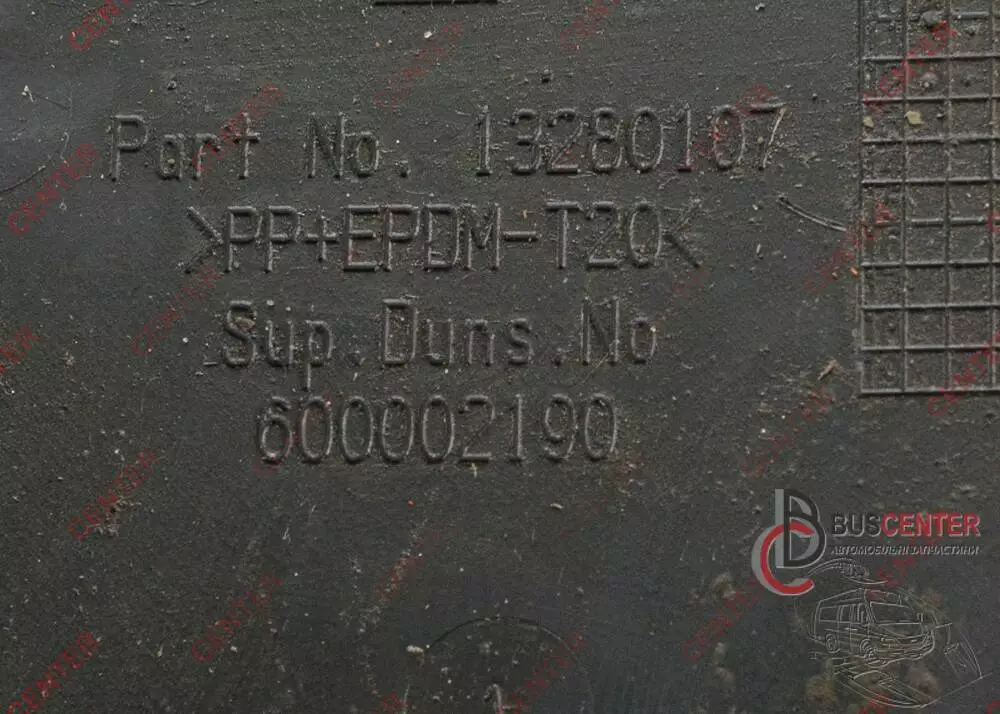 Part No. 13280107
>PP+EPDM-T20<
Sup.Duns.No
600002190
BUSCENTER
АВТОМОБІЛЬНІ ЗАПЧАСТИНИ